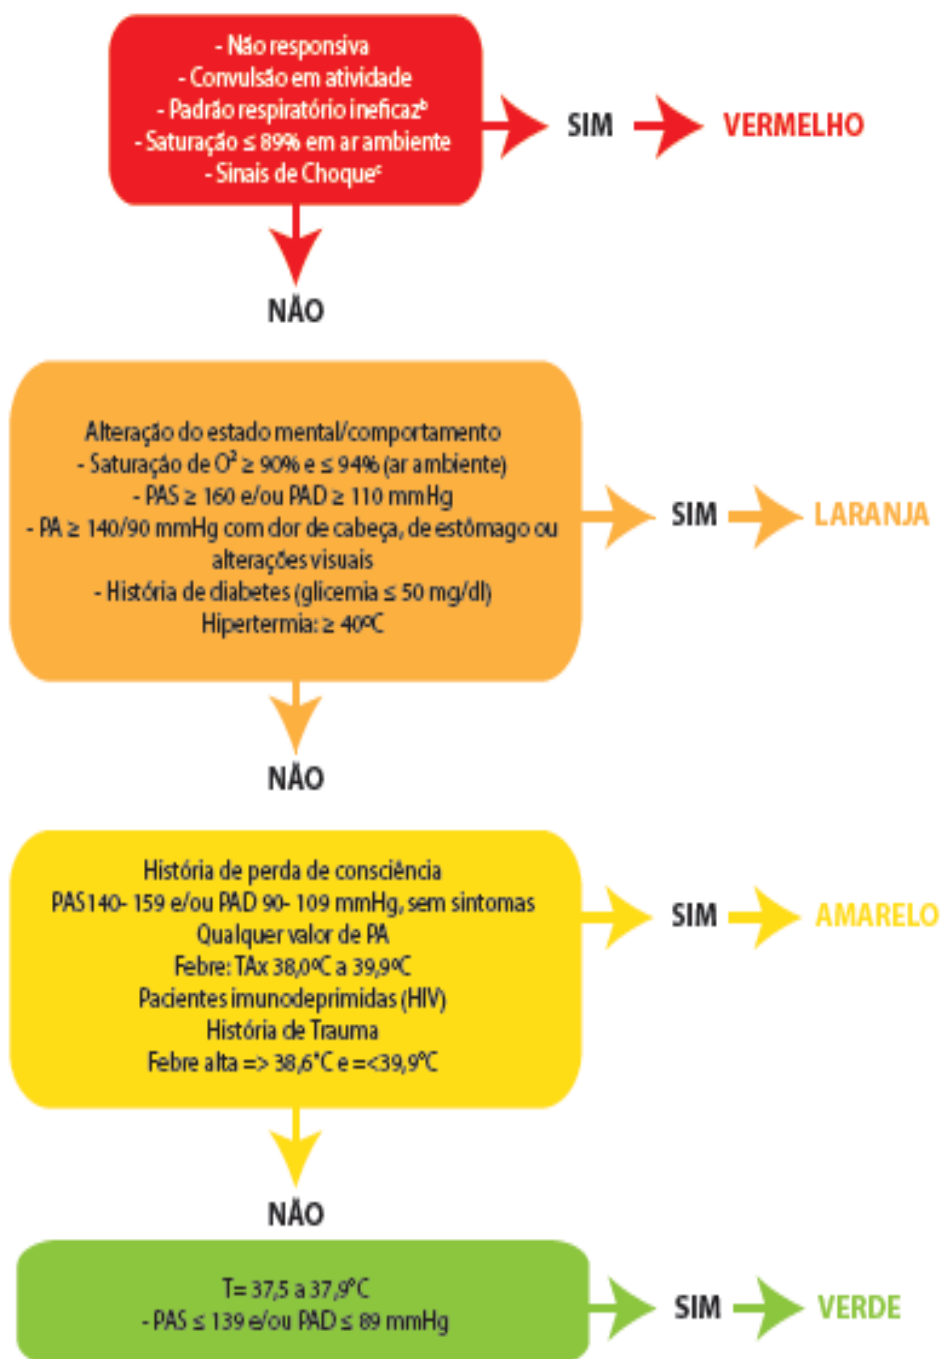 - Não responsiva
- Convulsão em atividade
- Padrão respiratório ineficazᵇ
- Saturação ≤ 89% em ar ambiente
- Sinais de Choqueᶜ
SIM
VERMELHO
NÃO
Alteração do estado mental/comportamento
- Saturação de O² ≥ 90% e ≤ 94% (ar ambiente)
- PAS ≥ 160 e/ou PAD ≥ 110 mmHg
- PA ≥ 140/90 mmHg com dor de cabeça, de estômago ou
alterações visuais
- História de diabetes (glicemia ≤ 50 mg/dl)
Hipertermia: ≥ 40ºC
SIM
LARANJA
NÃO
História de perda de consciência
PAS140- 159 e/ou PAD 90- 109 mmHg, sem sintomas
Qualquer valor de PA
Febre: TAx 38,0ºC a 39,9ºC
Pacientes imunodeprimidas (HIV)
História de Trauma
Febre alta => 38,6°C e =<39,9°C
SIM
AMARELO
NÃO
T= 37,5 a 37,9°C
- PAS ≤ 139 e/ou PAD ≤ 89 mmHg
SIM
VERDE